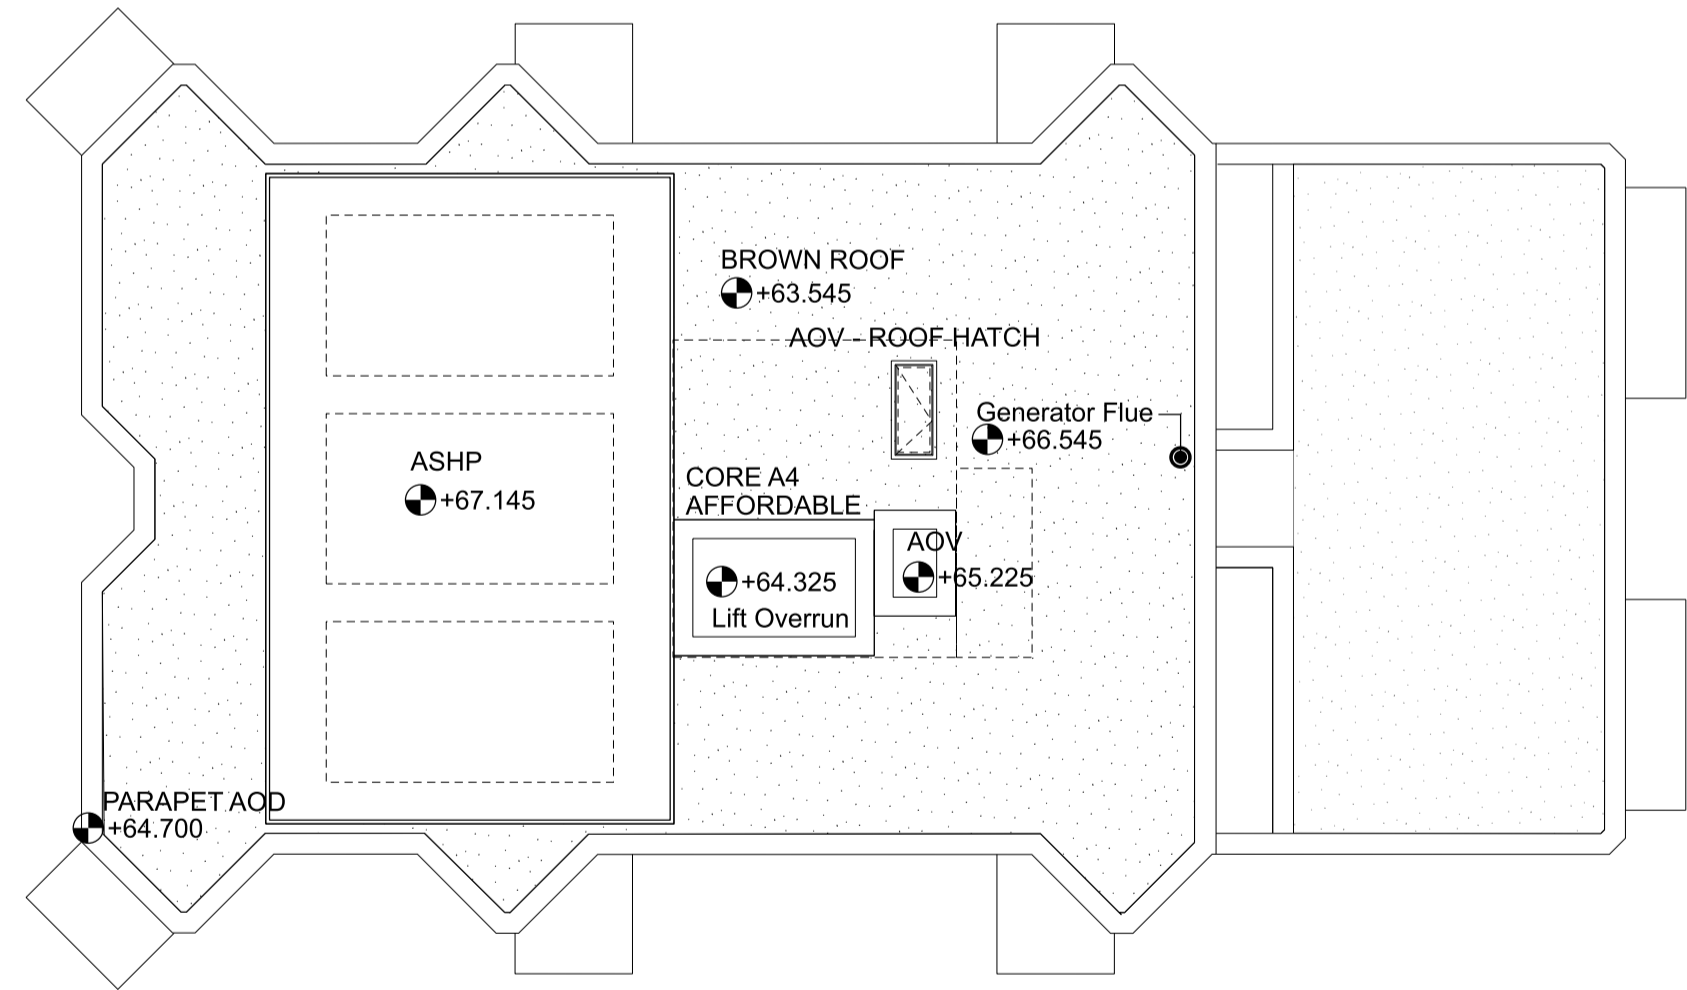 BROWN ROOF
+63.545
AOV - ROOF HATCH
Generator Flue
+66.545
ASHP
+67.145
CORE A4
AFFORDABLE
AOV
+65.225
+64.325
Lift Overrun
PARAPET AOD
+64.700